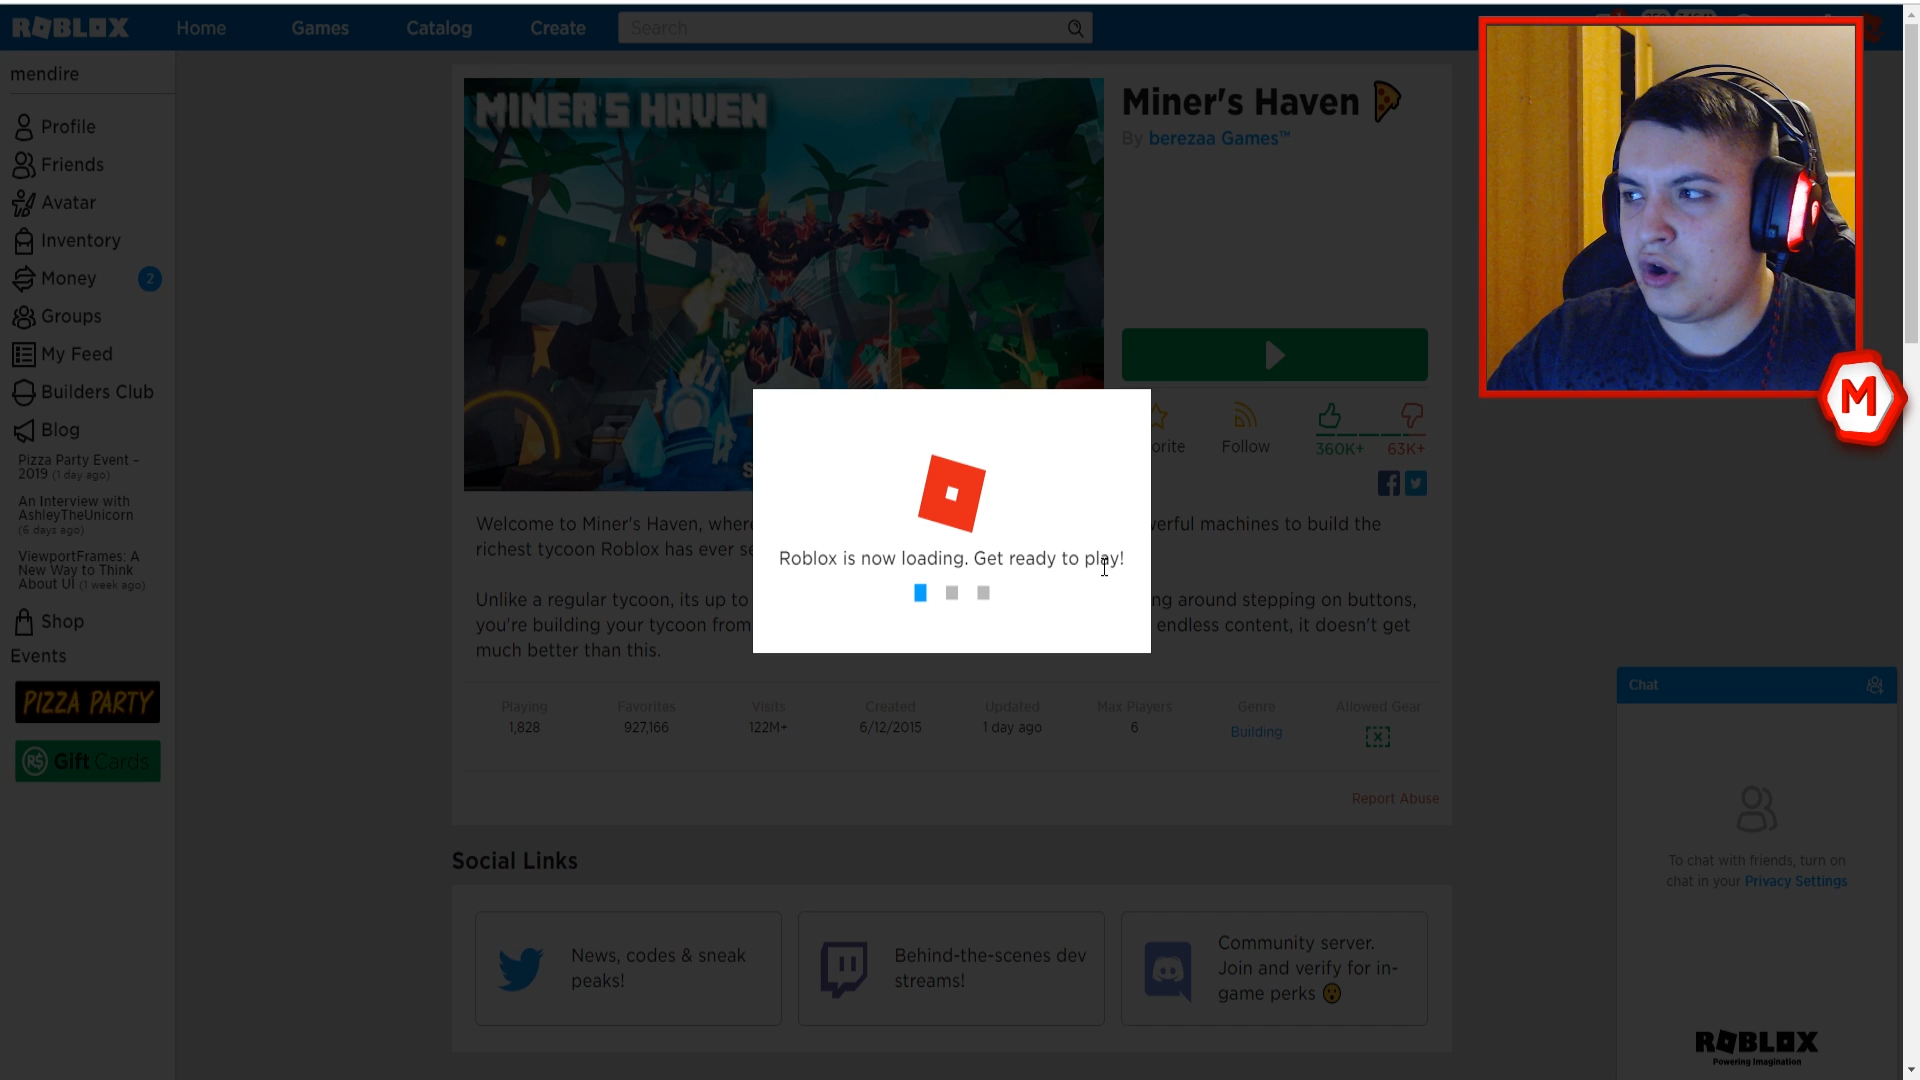 ROBLOX
Home
Games
Catalog
Create
Search
mendire
Profile
Friends
Avatar
Inventory
Money
2
Groups
My Feed
Builders Club
Blog
Pizza Party Event -
2019 (1 day ago)
An Interview with
AshleyTheUnicorn
(6 days ago)
ViewportFrames: A
New Way to Think
About UI (1 week ago)
Shop
Events
PIZZA PARTY
R$ Gift Cards
MINER'S HAVEN
Miner's Haven
By berezaa Games™
M
orite
Follow
360K+
63K+
Roblox is now loading. Get ready to play!
Welcome to Miner's Haven, where
erful machines to build the
richest tycoon Roblox has ever se
Unlike a regular tycoon, its up to
ng around stepping on buttons,
you're building your tycoon from
endless content, it doesn't get
much better than this.
Playing
Favorites
Visits
Created
Updated
Max Players
Genre
Allowed Gear
1,828
927,166
122M+
6/12/2015
1 day ago
6
Building
Report Abuse
Social Links
News, codes & sneak
peaks!
Behind-the-scenes dev
streams!
Community server.
Join and verify for in-
game perks
Chat
To chat with friends, turn on
chat in your Privacy Settings
ROBLOX
Powering Imagination